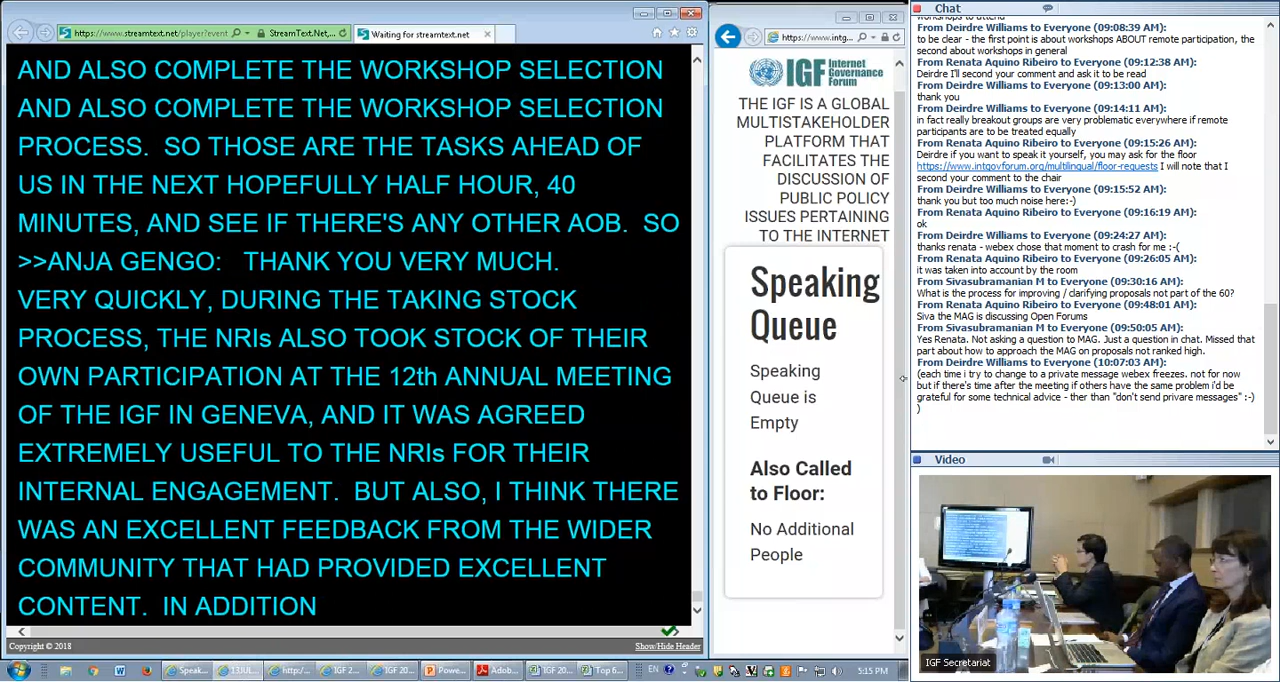 https://www.streamtext.net/player?event
StreamText.Net,
Waiting for streamtext.net
AND ALSO COMPLETE THE WORKSHOP SELECTION
AND ALSO COMPLETE THE WORKSHOP SELECTION
PROCESS.  SO THOSE ARE THE TASKS AHEAD OF
US IN THE NEXT HOPEFULLY HALF HOUR, 40
MINUTES, AND SEE IF THERE'S ANY OTHER AOB.  SO
>>ANJA GENGO:   THANK YOU VERY MUCH.
VERY QUICKLY, DURING THE TAKING STOCK
PROCESS, THE NRIs ALSO TOOK STOCK OF THEIR
OWN PARTICIPATION AT THE 12th ANNUAL MEETING
OF THE IGF IN GENEVA, AND IT WAS AGREED
EXTREMELY USEFUL TO THE NRIs FOR THEIR
INTERNAL ENGAGEMENT.  BUT ALSO, I THINK THERE
WAS AN EXCELLENT FEEDBACK FROM THE WIDER
COMMUNITY THAT HAD PROVIDED EXCELLENT
CONTENT.  IN ADDITION
Copyright © 2018
Show/Hide Header
https://www.intg...
IGF Internet
Governance
Forum
THE IGF IS A GLOBAL
MULTISTAKEHOLDER
PLATFORM THAT
FACILITATES THE
DISCUSSION OF
PUBLIC POLICY
ISSUES PERTAINING
TO THE INTERNET
Speaking
Queue
Speaking
Queue is
Empty
Also Called
to Floor:
No Additional
People
Chat
workshops to attend
From Deirdre Williams to Everyone (09:08:39 AM):
to be clear - the first point is about workshops ABOUT remote participation, the
second about workshops in general
From Renata Aquino Ribeiro to Everyone (09:12:38 AM):
Deirdre I'll second your comment and ask it to be read
From Deirdre Williams to Everyone (09:13:00 AM):
thank you
From Deirdre Williams to Everyone (09:14:11 AM):
in fact really breakout groups are very problematic everywhere if remote
participants are to be treated equally
From Renata Aquino Ribeiro to Everyone (09:15:26 AM):
Deirdre if you want to speak it yourself, you may ask for the floor
https://www.intgovforum.org/multilingual/floor-requests I will note that I
second your comment to the chair
From Deirdre Williams to Everyone (09:15:52 AM):
thank you but too much noise here:-)
From Renata Aquino Ribeiro to Everyone (09:16:19 AM):
ok
From Deirdre Williams to Everyone (09:24:27 AM):
thanks renata - webex chose that moment to crash for me :-(
From Renata Aquino Ribeiro to Everyone (09:26:05 AM):
it was taken into account by the room
From Sivasubramanian M to Everyone (09:30:16 AM):
What is the process for improving / clarifying proposals not part of the 60?
From Renata Aquino Ribeiro to Everyone (09:48:01 AM):
Siva the MAG is discussing Open Forums
From Sivasubramanian M to Everyone (09:50:05 AM):
Yes Renata. Not asking a question to MAG. Just a question in chat. Missed that
part about how to approach the MAG on proposals not ranked high.
From Deirdre Williams to Everyone (10:07:03 AM):
(each time i try to change to a private message webex freezes. not for now
but if there's time after the meeting if others have the same problem i'd be
grateful for some technical advice - ther than "don't send private messages" :-)
)
Video
IGF Secretariat
Speak...
13JUL
http:/...
IGF 2...
IGF 20...
Powe...
Adob...
IGF 20...
Top 6...
EN
5:15 PM